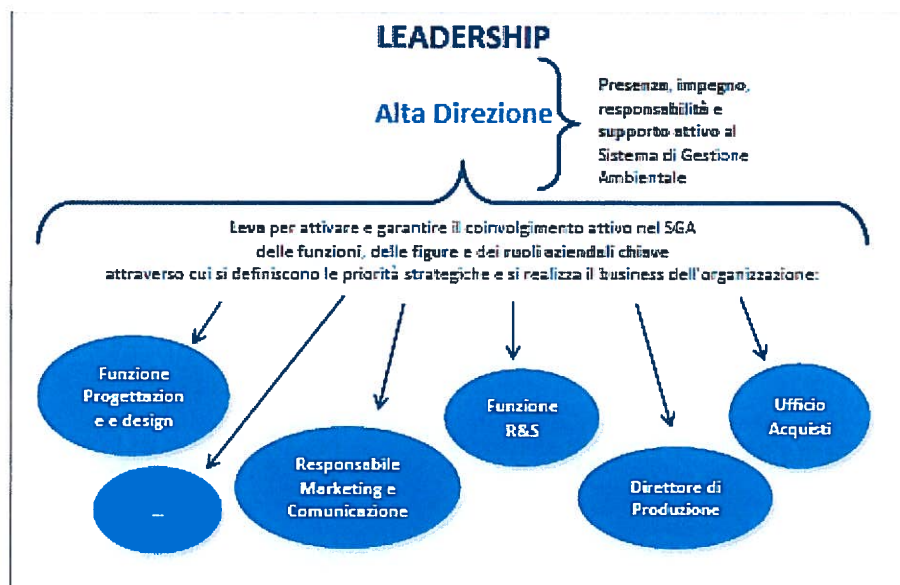 LEADERSHIP
Alta Direzione
Presenza, impegno,
responsabilità e
supporto attivo al
Sistema di Gestione
Ambientale
Leva per attivare e garantire il coinvolgimento attivo nel SGA
delle funzioni, delle figure e dei ruoli aziendali chiave
attraverso cui si definiscono le priorità strategiche e si realizza il business dell'organizzazione:
Funzione
Progettazion
e e design
...
Responsabile
Marketing e
Comunicazione
Funzione
R&S
Direttore di
Produzione
Ufficio
Acquisti